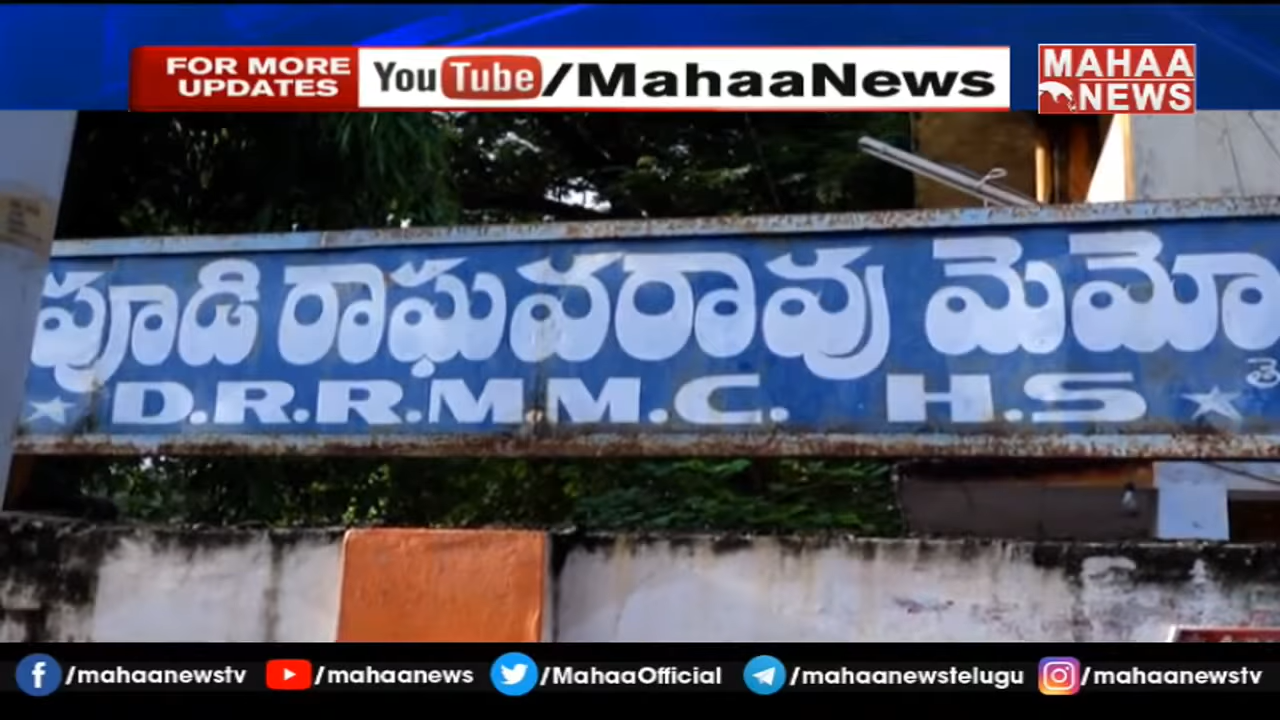 FOR MORE
UPDATES
YouTube/MahaaNews
MAHAA
NEWS
పూడి రాఘవరావు మెమో
తె
D.R.R.M.M.C. H.S
/mahaanewstv /mahaanews /MahaaOfficial /mahaanewstelugu /mahaanewstv